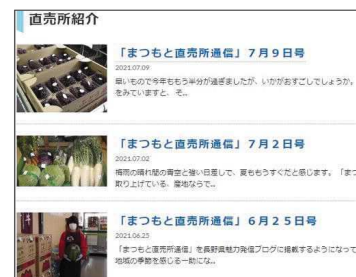 直売所紹介
「まつもと直売所通信」７月９日号
2021.07.09
早いもので今年ももう半分が過ぎましたが、いかがおすごしでしょうか。
をみていますと、 そ...
「まつもと直売所通信」７月２日号
2021.07.02
梅雨の晴れ間の青空と強い日差しで、夏ももうすぐだと感じます。 「まつ
取り上げている、産地ならで...
「まつもと直売所通信」６月２５日号
2021.06.25
「まつもと直売所通信」を長野県魅力発信ブログに掲載するようになって
地域の季節を感じる一助にな...